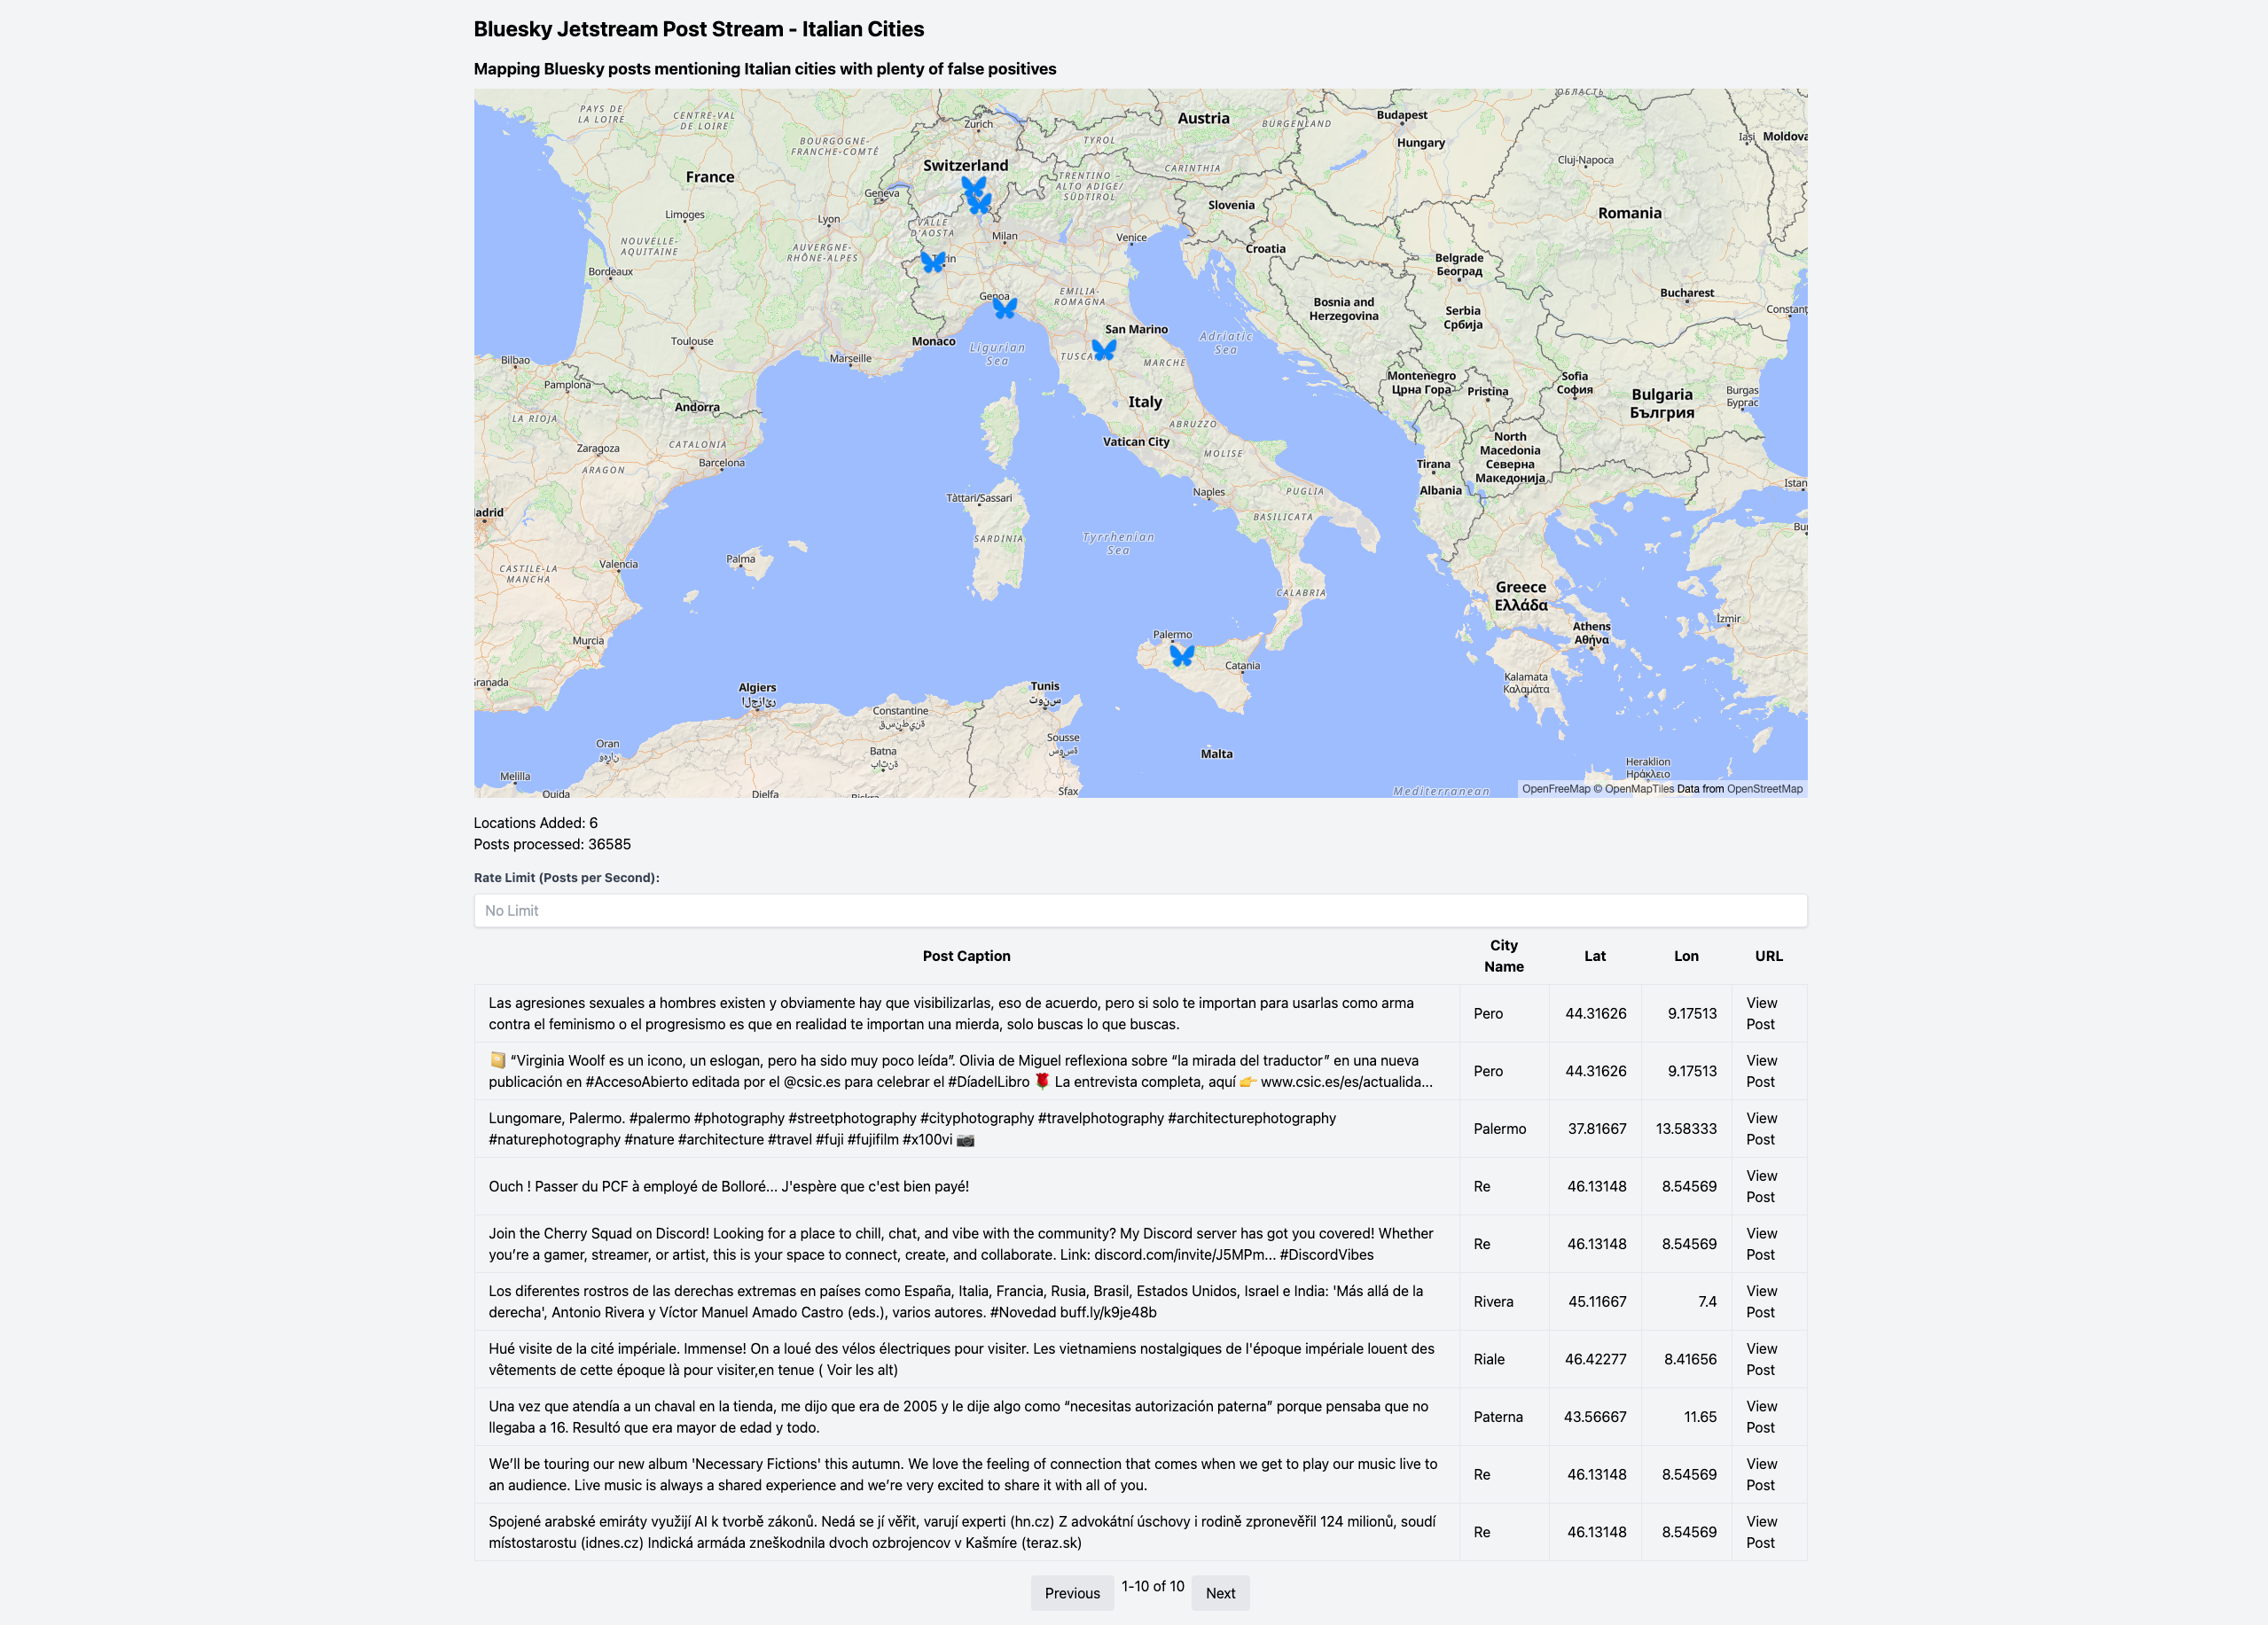 Bluesky Jetstream Post Stream - Italian Cities
Mapping Bluesky posts mentioning Italian cities with plenty of false positives
PAYS DE
LA LOIRE
CENTRE-VAL
DE LOIRE
BOURGOGNE-
FRANCHE-COMTÉ
Zurich
Austria
BURGENLAND
Budapest
Hungary
TYROL
CARINTHIA
Cluj-Napoca
Iași
Moldova
Switzerland
France
Geneva
TRENTINO –
ALTO ADIGE/
SÜDTIROL
Slovenia
Romania
Limoges
Lyon
VALLE
D'AOSTA
Milan
Venice
Croatia
NOUVELLE-
AQUITAINE
AUVERGNE-
RHÔNE-ALPES
Bordeaux
Belgrade
Београд
Genoa
EMILIA-
ROMAGNA
Bosnia and
Herzegovina
Serbia
Србија
Bucharest
Constanț
San Marino
Toulouse
Monaco
Marseille
Ligurian
Sea
MARCHE
Adriatic
Sea
Bilbao
Pamplona
Andorra
Montenegro
Црна Гора
Pristina
Sofia
София
Bulgaria
Бългрия
Burgas
Бургас
LA RIOJA
Italy
ABRUZZO
Vatican City
MOLISE
Zaragoza
ARAGON
CATALONIA
Barcelona
North
Macedonia
Северна
Македонија
Tirana
Albania
Istan
adrid
Tàttari/Sassari
Naples
PUGLIA
BASILICATA
SARDINIA
Tyrrhenian
Sea
Palma
Valencia
CASTILE-LA
MANCHA
CALABRIA
Greece
Ελλάδα
Athens
Αθήνα
İzmir
Murcia
Palermo
Catania
Granada
Kalamata
Καλαμάτα
Algiers
الجزائر
Tunis
تونس
Constantine
قسنطينة
Oran
وهران
Batna
باتنة
Sousse
سوسة
Malta
Melilla
Oujda
Djelfa
Biskra
Sfax
Heraklion
Ηράκλειο
Mediterranean
OpenFreeMap © OpenMapTiles Data from OpenStreetMap
Locations Added: 6
Posts processed: 36585
Rate Limit (Posts per Second):
No Limit
Post Caption City Name Lat Lon URL
Las agresiones sexuales a hombres existen y obviamente hay que visibilizarlas, eso de acuerdo, pero si solo te importan para usarlas como arma
contra el feminismo o el progresismo es que en realidad te importan una mierda, solo buscas lo que buscas.
Pero 44.31626 9.17513 View Post
📔 “Virginia Woolf es un icono, un eslogan, pero ha sido muy poco leída”. Olivia de Miguel reflexiona sobre “la mirada del traductor” en una nueva
publicación en #AccesoAbierto editada por el @csic.es para celebrar el #DíadelLibro 🌹 La entrevista completa, aquí 👉 www.csic.es/es/actualida...
Pero 44.31626 9.17513 View Post
Lungomare, Palermo. #palermo #photography #streetphotography #cityphotography #travelphotography #architecturephotography
#naturephotography #nature #architecture #travel #fuji #fujifilm #x100vi 📷
Palermo 37.81667 13.58333 View Post
Ouch ! Passer du PCF à employé de Bolloré... J'espère que c'est bien payé!
Re 46.13148 8.54569 View Post
Join the Cherry Squad on Discord! Looking for a place to chill, chat, and vibe with the community? My Discord server has got you covered! Whether
you’re a gamer, streamer, or artist, this is your space to connect, create, and collaborate. Link: discord.com/invite/J5MPm... #DiscordVibes
Re 46.13148 8.54569 View Post
Los diferentes rostros de las derechas extremas en países como España, Italia, Francia, Rusia, Brasil, Estados Unidos, Israel e India: 'Más allá de la
derecha', Antonio Rivera y Víctor Manuel Amado Castro (eds.), varios autores. #Novedad buff.ly/k9je48b
Rivera 45.11667 7.4 View Post
Hué visite de la cité impériale. Immense! On a loué des vélos électriques pour visiter. Les vietnamiens nostalgiques de l'époque impériale louent des
vêtements de cette époque là pour visiter,en tenue ( Voir les alt)
Riale 46.42277 8.41656 View Post
Una vez que atendía a un chaval en la tienda, me dijo que era de 2005 y le dije algo como “necesitas autorización paterna” porque pensaba que no
llegaba a 16. Resultó que era mayor de edad y todo.
Paterna 43.56667 11.65 View Post
We’ll be touring our new album 'Necessary Fictions' this autumn. We love the feeling of connection that comes when we get to play our music live to
an audience. Live music is always a shared experience and we’re very excited to share it with all of you.
Re 46.13148 8.54569 View Post
Spojené arabské emiráty využijí AI k tvorbě zákonů. Nedá se jí věřit, varují experti (hn.cz) Z advokátní úschovy i rodině zpronevěřil 124 milionů, soudí
místostarostu (idnes.cz) Indická armáda zneškodnila dvoch ozbrojencov v Kašmíre (teraz.sk)
Re 46.13148 8.54569 View Post
Previous 1-10 of 10 Next